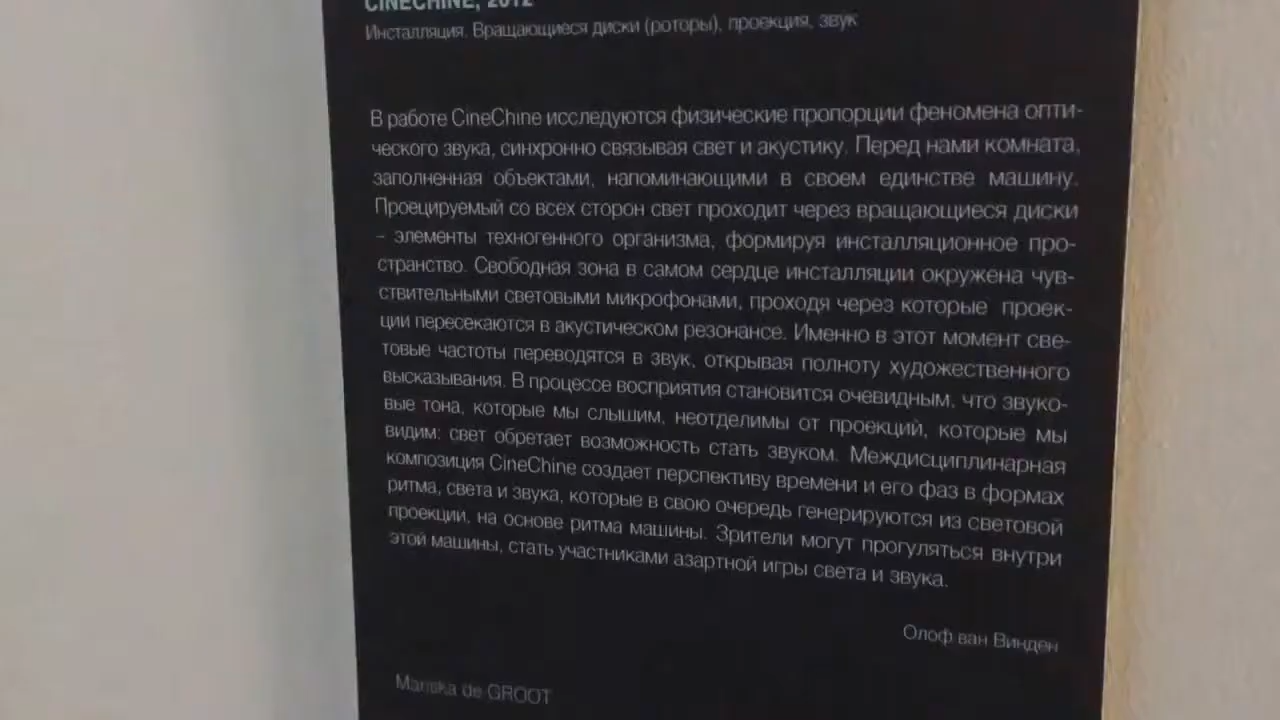 CINECHINE, 2012
Инсталляция. Вращающиеся диски (роторы), проекция, звук
В работе CineChine исследуются физические пропорции феномена опти-
ческого звука, синхронно связывая свет и акустику. Перед нами комната,
заполненная объектами, напоминающими в своем единстве машину.
Проецируемый со всех сторон свет проходит через вращающиеся диски
– элементы техногенного организма, формируя инсталляционное про-
странство. Свободная зона в самом сердце инсталляции окружена чув-
ствительными световыми микрофонами, проходя через которые проек-
ции пересекаются в акустическом резонансе. Именно в этот момент све-
товые частоты переводятся в звук, открывая полноту художественного
высказывания. В процессе восприятия становится очевидным, что звуко-
вые тона, которые мы слышим, неотделимы от проекций, которые мы
видим: свет обретает возможность стать звуком. Междисциплинарная
композиция CineChine создает перспективу времени и его фаз в формах
ритма, света и звука, которые в свою очередь генерируются из световой
проекции, на основе ритма машины. Зрители могут прогуляться внутри
этой машины, стать участниками азартной игры света и звука.
Олоф ван Винден
Mariska de GROOT